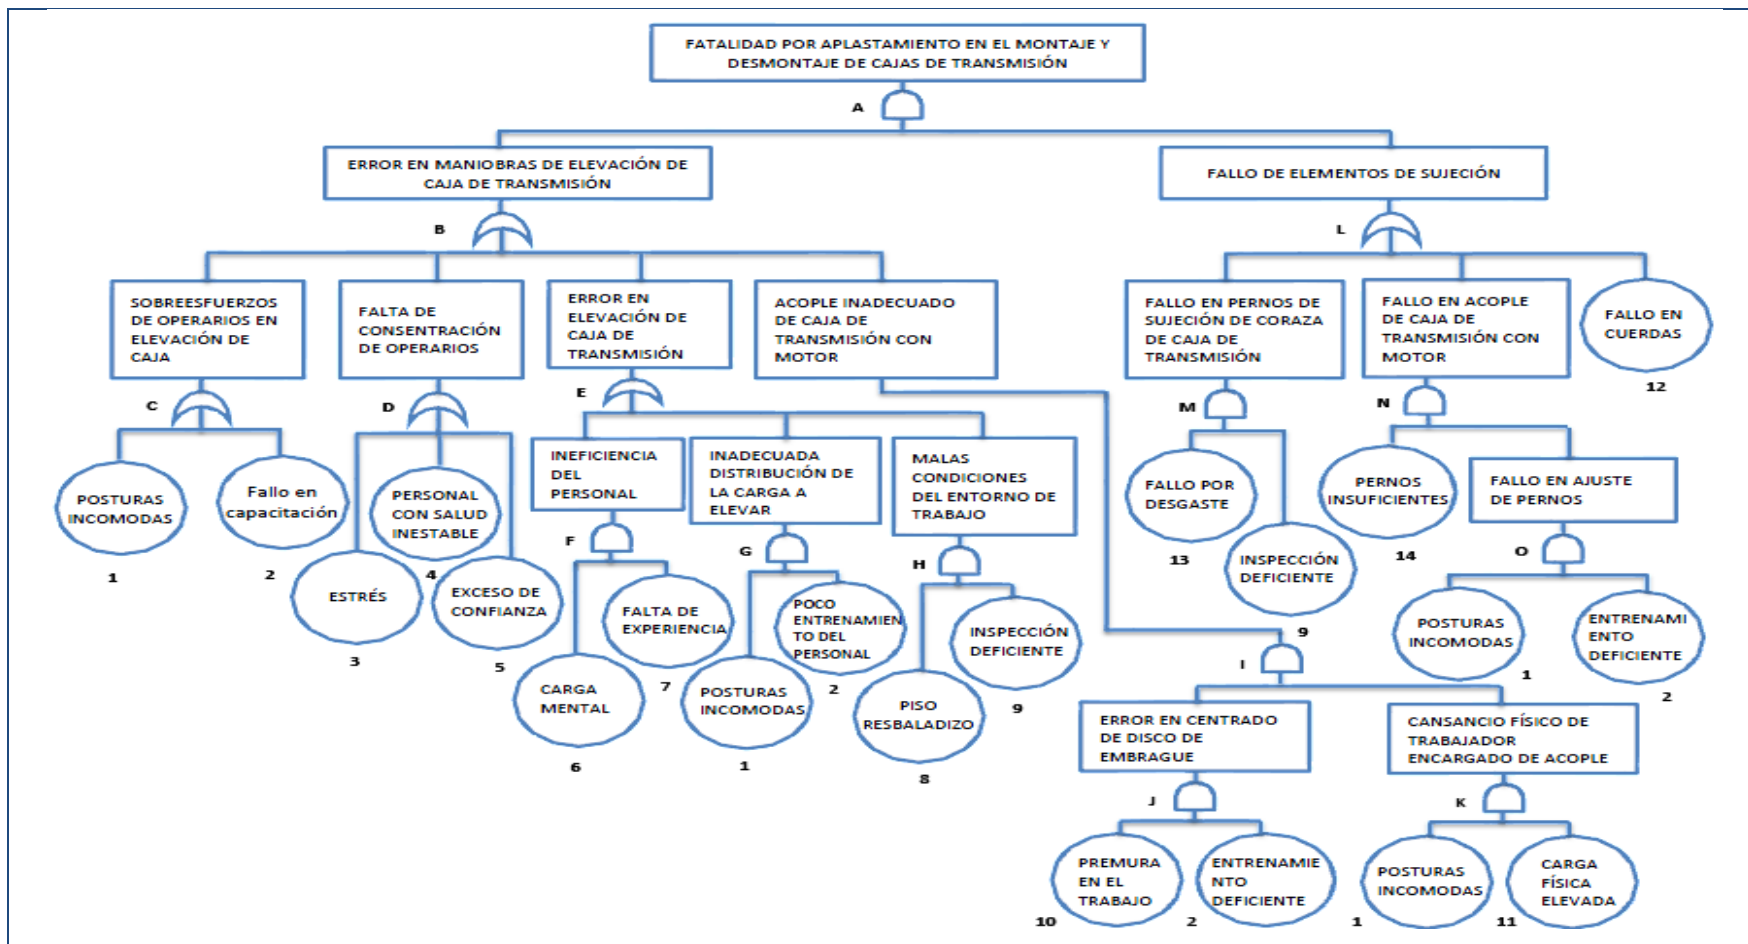 FATALIDAD POR APLASTAMIENTO EN EL MONTAJE Y
DESMONTAJE DE CAJAS DE TRANSMISIÓN
A
ERROR EN MANIOBRAS DE ELEVACIÓN DE
CAJA DE TRANSMISIÓN
FALLO DE ELEMENTOS DE SUJECIÓN
B
L
SOBREESFUERZOS
DE OPERARIOS EN
ELEVACIÓN DE
CAJA
FALTA DE
CONSENTRACIÓN
DE OPERARIOS
ERROR EN
ELEVACIÓN DE
CAJA DE
TRANSMISIÓN
ACOPLE INADECUADO
DE CAJA DE
TRANSMISIÓN CON
MOTOR
FALLO EN PERNOS DE
SUJECIÓN DE CORAZA
DE CAJA DE
TRANSMISIÓN
FALLO EN ACOPLE
DE CAJA DE
TRANSMISIÓN CON
MOTOR
FALLO EN
CUERDAS
12
C
D
E
M
N
POSTURAS
INCOMODAS
1
Fallo en
capacitación
2
PERSONAL
CON SALUD
INESTABLE
4
ESTRÉS
3
EXCESO DE
CONFIANZA
5
INEFICIENCIA
DEL
PERSONAL
INADECUADA
DISTRIBUCIÓN DE
LA CARGA A
ELEVAR
MALAS
CONDICIONES
DEL ENTORNO DE
TRABAJO
F
G
H
CARGA
MENTAL
6
FALTA DE
EXPERIENCIA
7
POSTURAS
INCOMODAS
1
POCO
ENTRENAMIEN
TO DEL
PERSONAL
2
PISO
RESBALADIZO
8
INSPECCIÓN
DEFICIENTE
9
FALLO POR
DESGASTE
13
INSPECCIÓN
DEFICIENTE
9
PERNOS
INSUFICIENTES
14
FALLO EN AJUSTE
DE PERNOS
O
POSTURAS
INCOMODAS
1
ENTRENAMI
ENTO
DEFICIENTE
2
I
ERROR EN CENTRADO
DE DISCO DE
EMBRAGUE
CANSANCIO FÍSICO DE
TRABAJADOR
ENCARGADO DE ACOPLE
J
K
PREMURA
EN EL
TRABAJO
10
ENTRENAMIE
NTO
DEFICIENTE
2
POSTURAS
INCOMODAS
1
CARGA
FÍSICA
ELEVADA
11